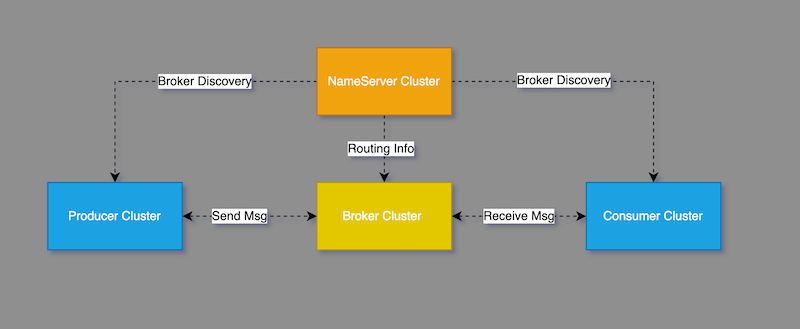 NameServer Cluster
Broker Discovery
Broker Discovery
Routing Info
Producer Cluster
Send Msg
Broker Cluster
Receive Msg
Consumer Cluster